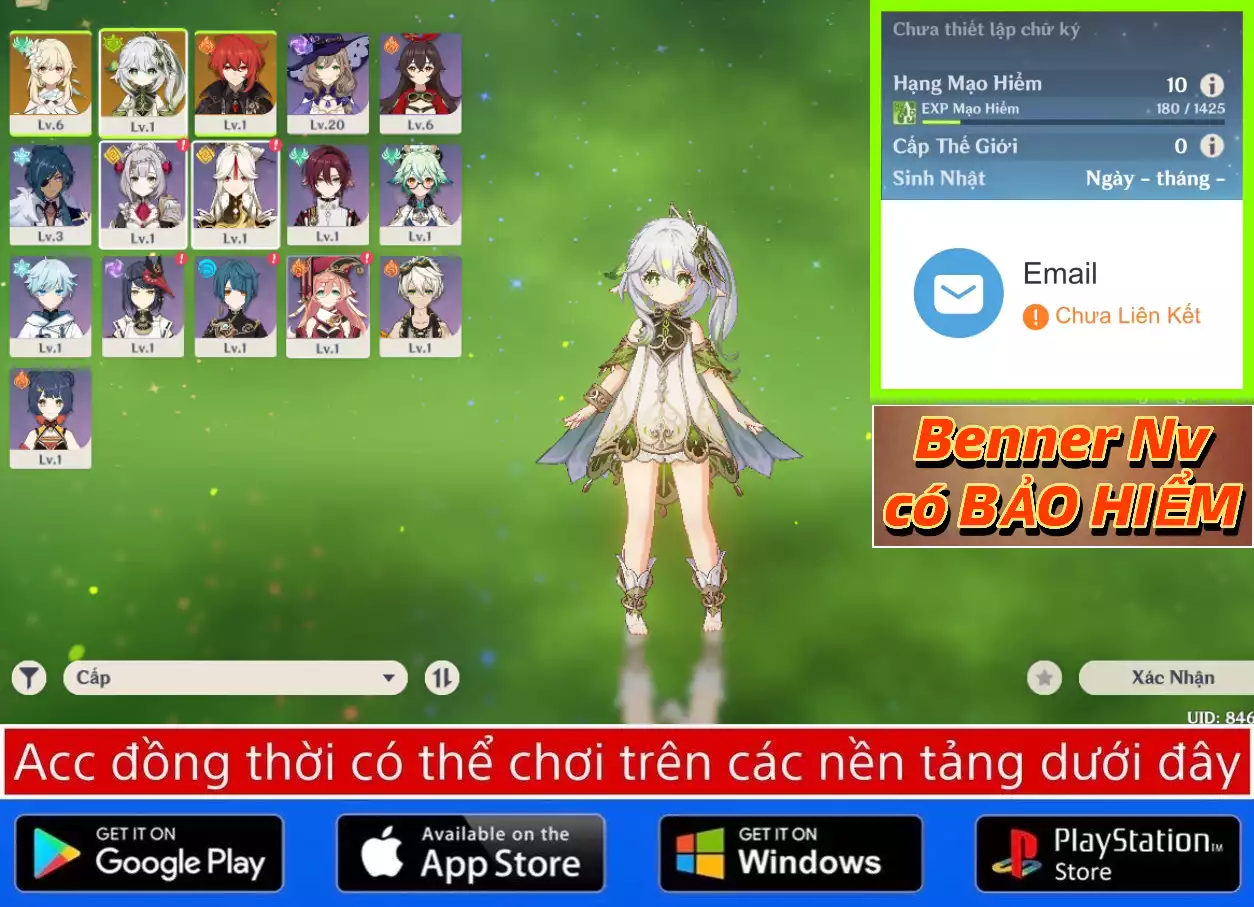 Lv.6
Lv.1
Lv.1
Lv.20
Lv.6
Lv.3
Lv.1
Lv.1
Lv.1
Lv.1
Lv.1
Lv.1
Lv.1
Lv.1
Lv.1
Lv.1
Chưa thiết lập chữ ký
Hạng Mạo Hiểm 10
EXP Mạo Hiểm 180 / 1425
Cấp Thế Giới 0
Sinh Nhật Ngày - tháng -
Email
Chưa Liên Kết
Benner Nv
có BẢO HIỂM
Cấp
Xác Nhận
UID: 846
Acc đồng thời có thể chơi trên các nền tảng dưới đây
GET IT ON
Google Play
Available on the
App Store
GET IT ON
Windows
PlayStation™
Store